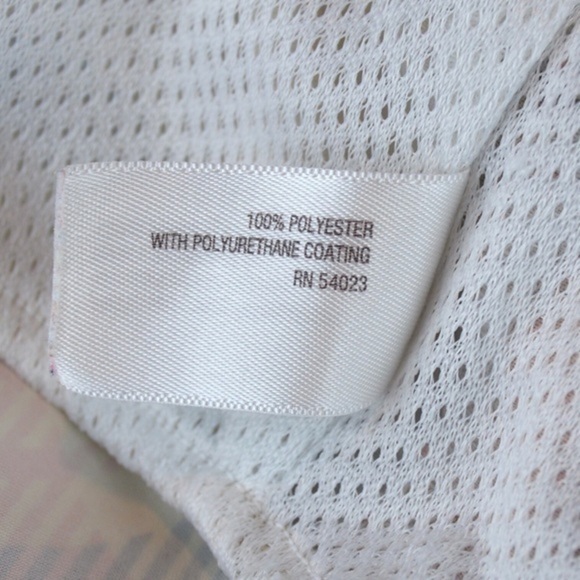 100% POLYESTER
WITH POLYURETHANE COATING
RN 54023